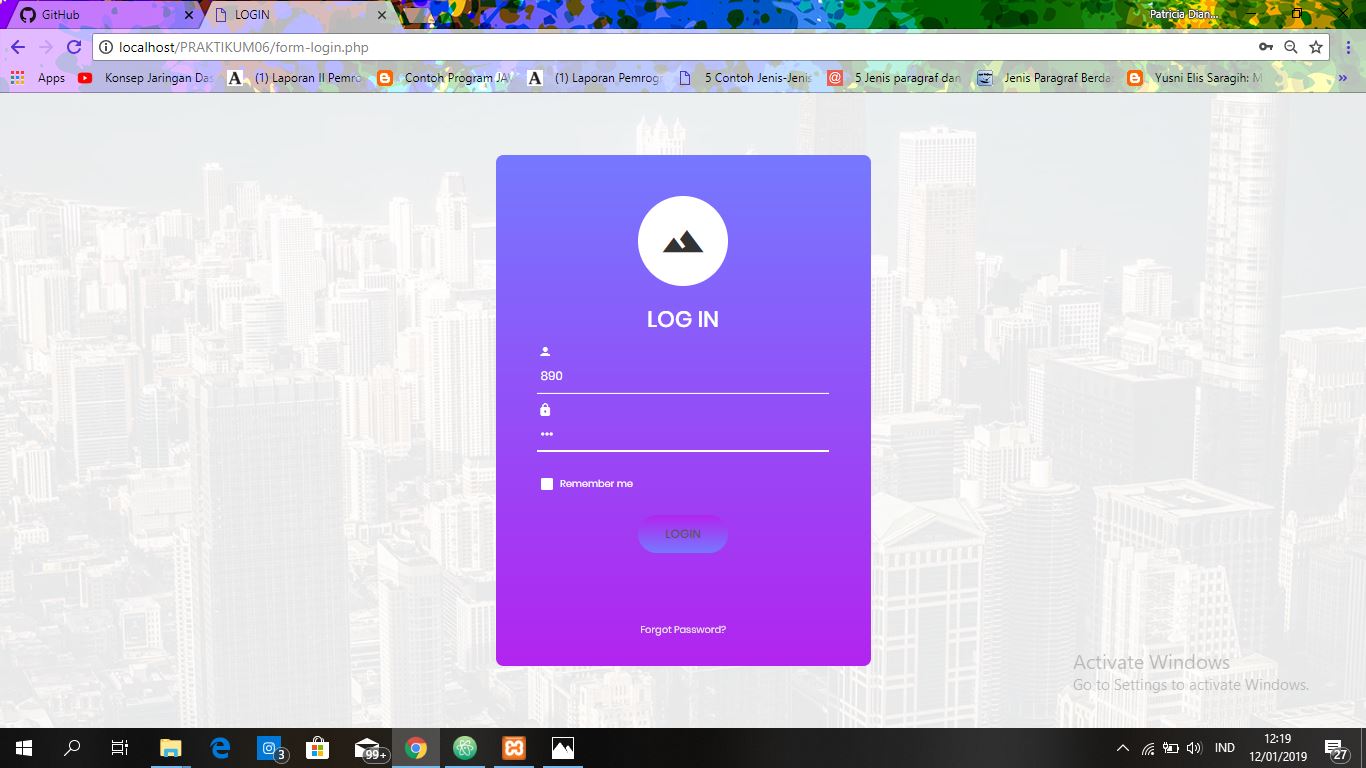 GitHub
LOGIN
Patricia Dian...
localhost/PRAKTIKUM06/form-login.php
Apps
Konsep Jaringan Das
(1) Laporan II Pemro
Contoh Program JAV
(1) Laporan Pemrog
5 Contoh Jenis-Jenis
5 Jenis paragraf dan
Jenis Paragraf Berdas
Yusni Elis Saragih: M
LOG IN
890
Remember me
LOGIN
Forgot Password?
Activate Windows
Go to Settings to activate Windows.
3
99+
IND
12:19
12/01/2019
27